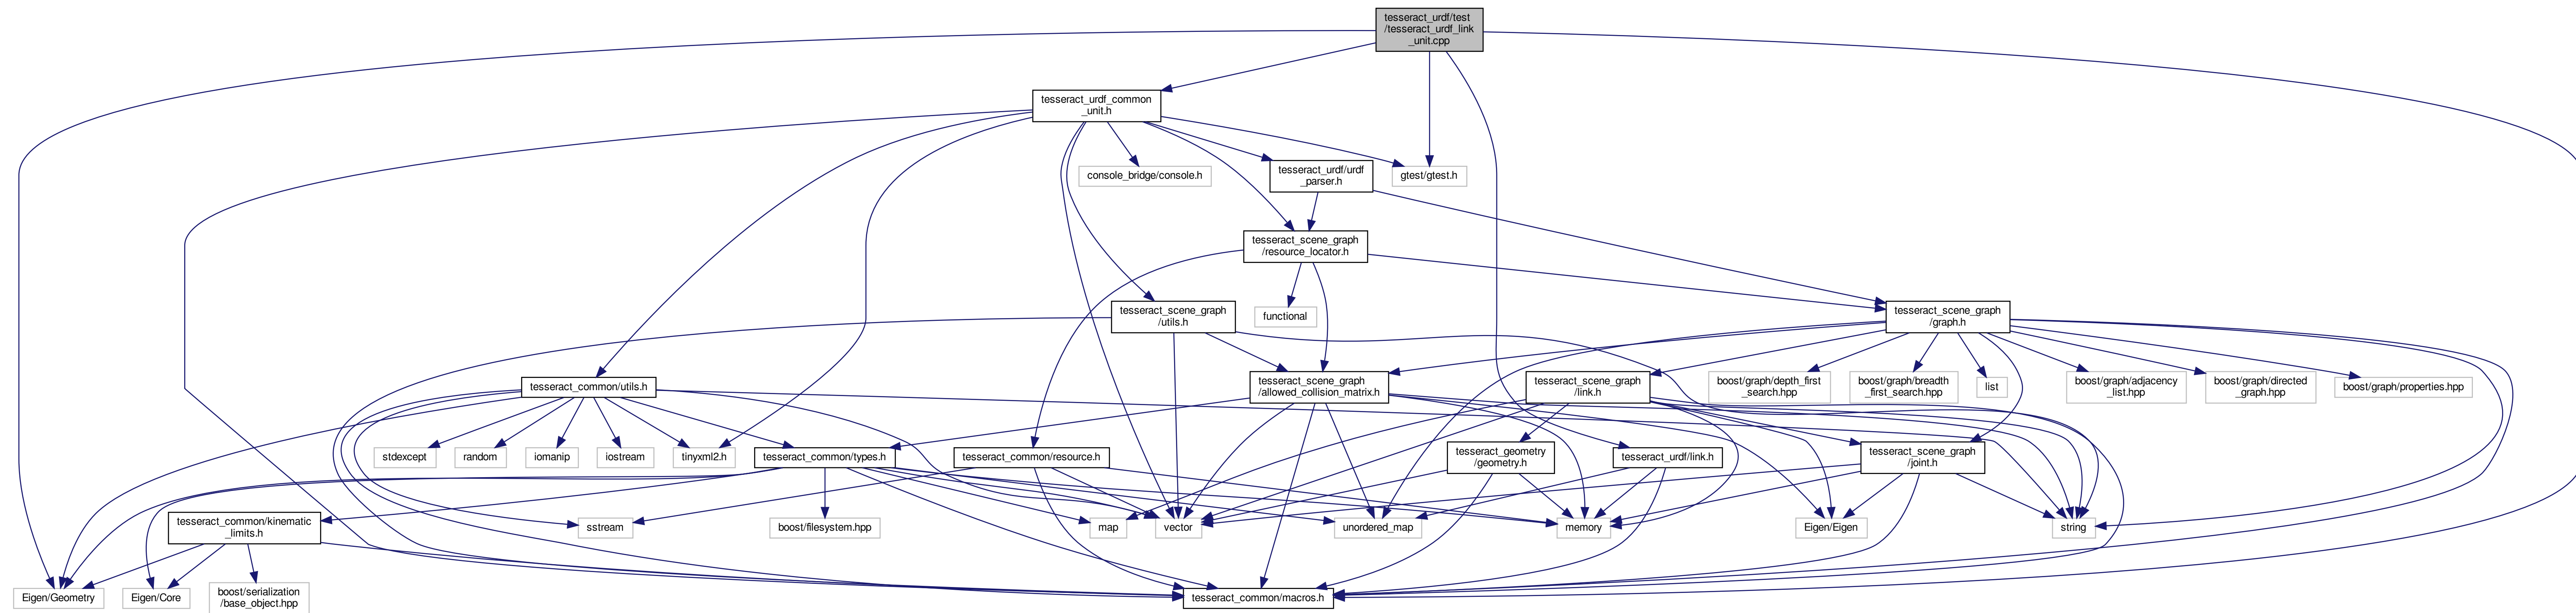 tesseract_urdf/test
/tesseract_urdf_link
_unit.cpp
tesseract_urdf_common
_unit.h
console_bridge/console.h
tesseract_urdf/urdf
_parser.h
gtest/gtest.h
tesseract_scene_graph
/resource_locator.h
tesseract_scene_graph
/utils.h
functional
tesseract_scene_graph
/graph.h
tesseract_common/utils.h
tesseract_scene_graph
/allowed_collision_matrix.h
tesseract_scene_graph
/link.h
boost/graph/depth_first
_search.hpp
boost/graph/breadth
_first_search.hpp
list
boost/graph/adjacency
_list.hpp
boost/graph/directed
_graph.hpp
boost/graph/properties.hpp
stdexcept
random
iomanip
iostream
tinyxml2.h
tesseract_common/types.h
tesseract_common/resource.h
tesseract_geometry
/geometry.h
tesseract_urdf/link.h
tesseract_scene_graph
/joint.h
tesseract_common/kinematic
_limits.h
sstream
boost/filesystem.hpp
map
vector
unordered_map
memory
Eigen/Eigen
string
Eigen/Geometry
Eigen/Core
boost/serialization
/base_object.hpp
tesseract_common/macros.h